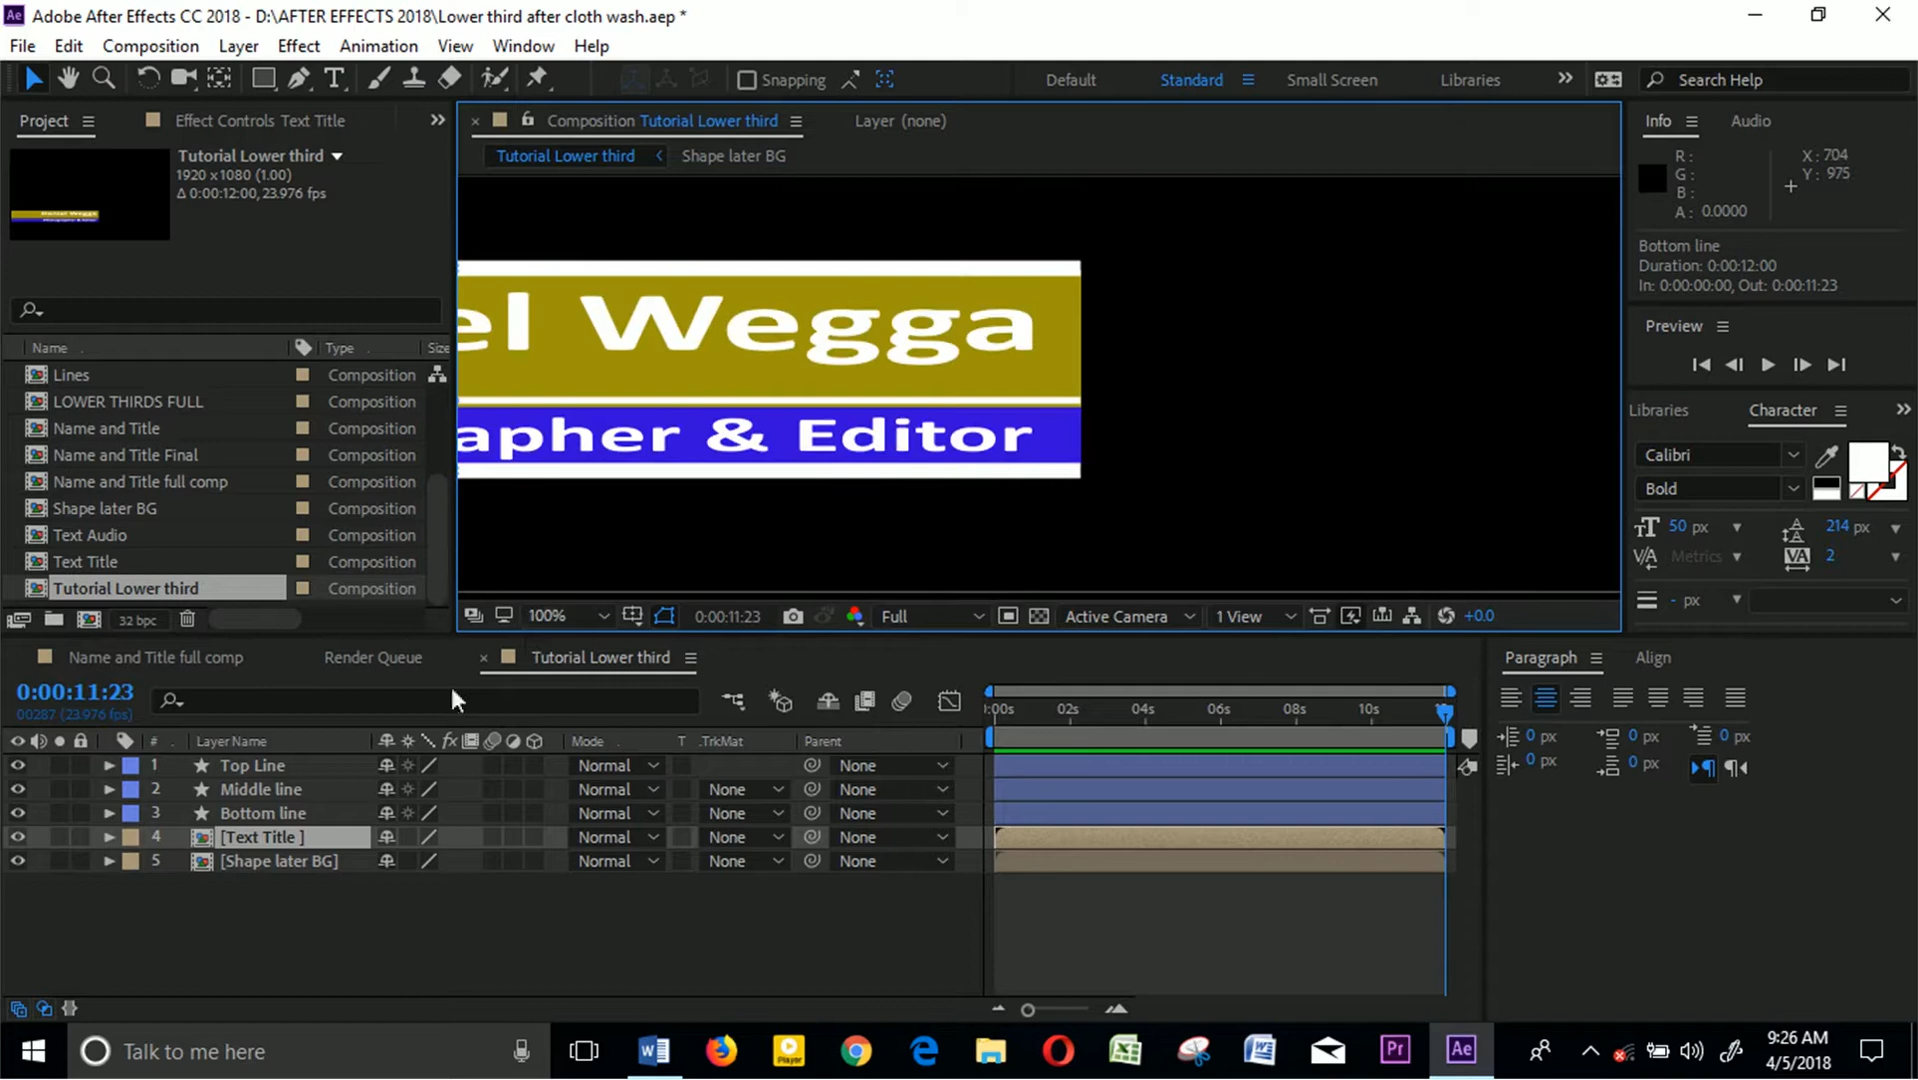 Adobe After Effects CC 2018 - D:\AFTER EFFECTS 2018\Lower third after cloth wash.aep *
File Edit Composition Layer Effect Animation View Window Help
Snapping Default Standard Small Screen Libraries Search Help
Project Effect Controls Text Title Composition Tutorial Lower third Layer (none) Info Audio
Tutorial Lower third
1920 x1080 (1.00)
Δ 0:00:12:00, 23.976 fps
Tutorial Lower third Shape later BG
R:
G:
B:
A: 0.0000
X: 704
Y: 975
Bottom line
Duration: 0:00:12:00
In: 0:00:00:00, Out: 0:00:11:23
el Wegga
apher & Editor
Preview
Name Type Size
Lines Composition
LOWER THIRDS FULL Composition
Name and Title Composition
Name and Title Final Composition
Name and Title full comp Composition
Shape later BG Composition
Text Audio Composition
Text Title Composition
Tutorial Lower third Composition
32 bpc
100% 0:00:11:23 Full Active Camera 1 View +0.0
Libraries Character
Calibri
Bold
50 px 214 px
Metrics 2
- px
Name and Title full comp Render Queue Tutorial Lower third
Paragraph Align
0:00:11:23
00287 (23.976 fps)
:00s 02s 04s 06s 08s 10s
# Layer Name fx Mode T .TrkMat Parent
1 Top Line Normal None
2 Middle line Normal None None
3 Bottom line Normal None None
4 [Text Title ] Normal None None
5 [Shape later BG] Normal None None
0 px 0 px 0 px
0 px 0 px
Talk to me here
Player
Pr
Ae
9:26 AM
4/5/2018